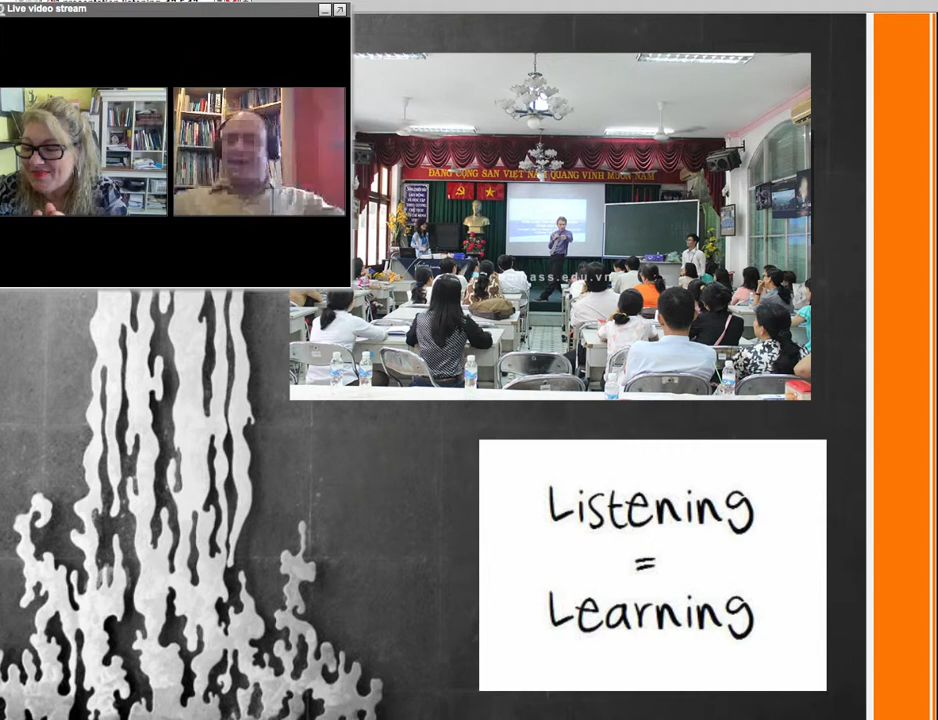 Live video stream
ĐẢNG CỘNG SẢN VIỆT NAM QUANG VINH MUÔN NĂM
ass.edu.vn
Listening
=
Learning